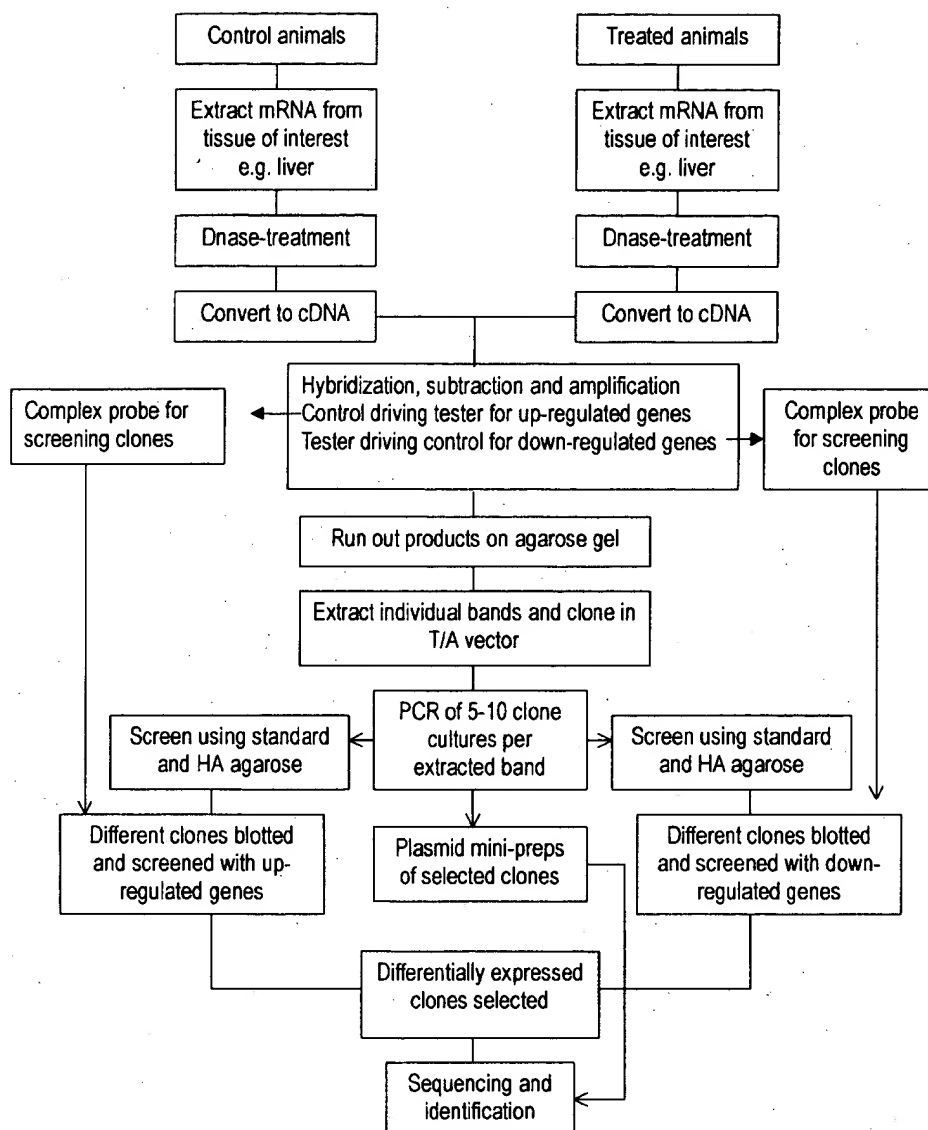 Control animals
Treated animals
Extract mRNA from
tissue of interest
e.g. liver
Extract mRNA from
tissue of interest
e.g. liver
Dnase-treatment
Dnase-treatment
Convert to cDNA
Convert to cDNA
Complex probe for
screening clones
Hybridization, subtraction and amplification
Control driving tester for up-regulated genes
Tester driving control for down-regulated genes
Complex probe
for screening
clones
Run out products on agarose gel
Extract individual bands and clone in
T/A vector
Screen using standard
and HA agarose
PCR of 5-10 clone
cultures per
extracted band
Screen using standard
and HA agarose
Different clones blotted
and screened with up-
regulated genes
Plasmid mini-preps
of selected clones
Different clones blotted
and screened with down-
regulated genes
Differentially expressed
clones selected
Sequencing and
identification